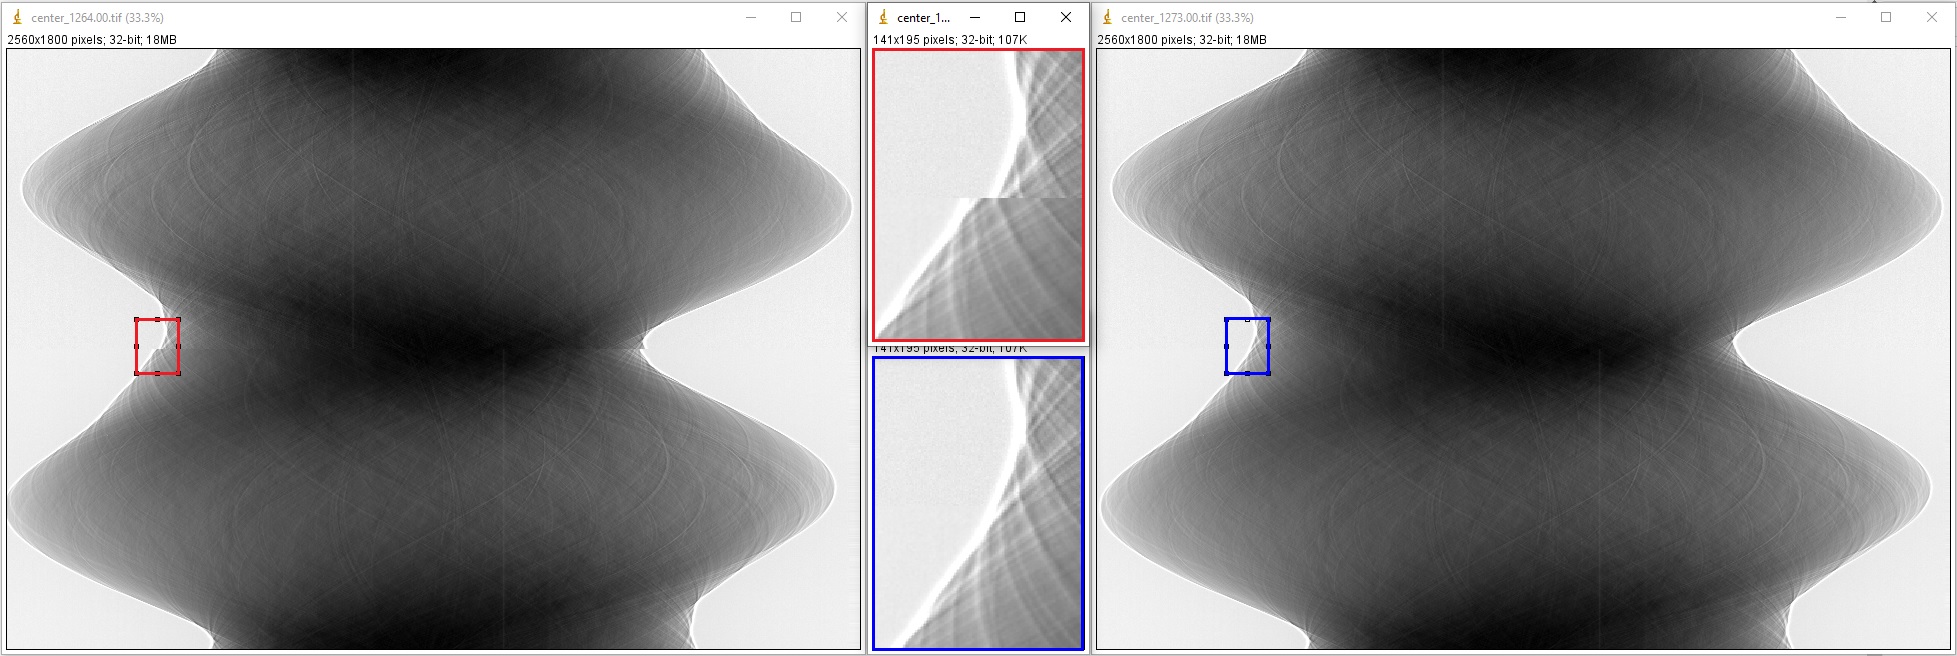 center_1264.00.tif (33.3%)
2560x1800 pixels; 32-bit; 18MB
center_1...
141x195 pixels; 32-bit; 107K
141x195 pixels; 32-bit; 107K
center_1273.00.tif (33.3%)
2560x1800 pixels; 32-bit; 18MB